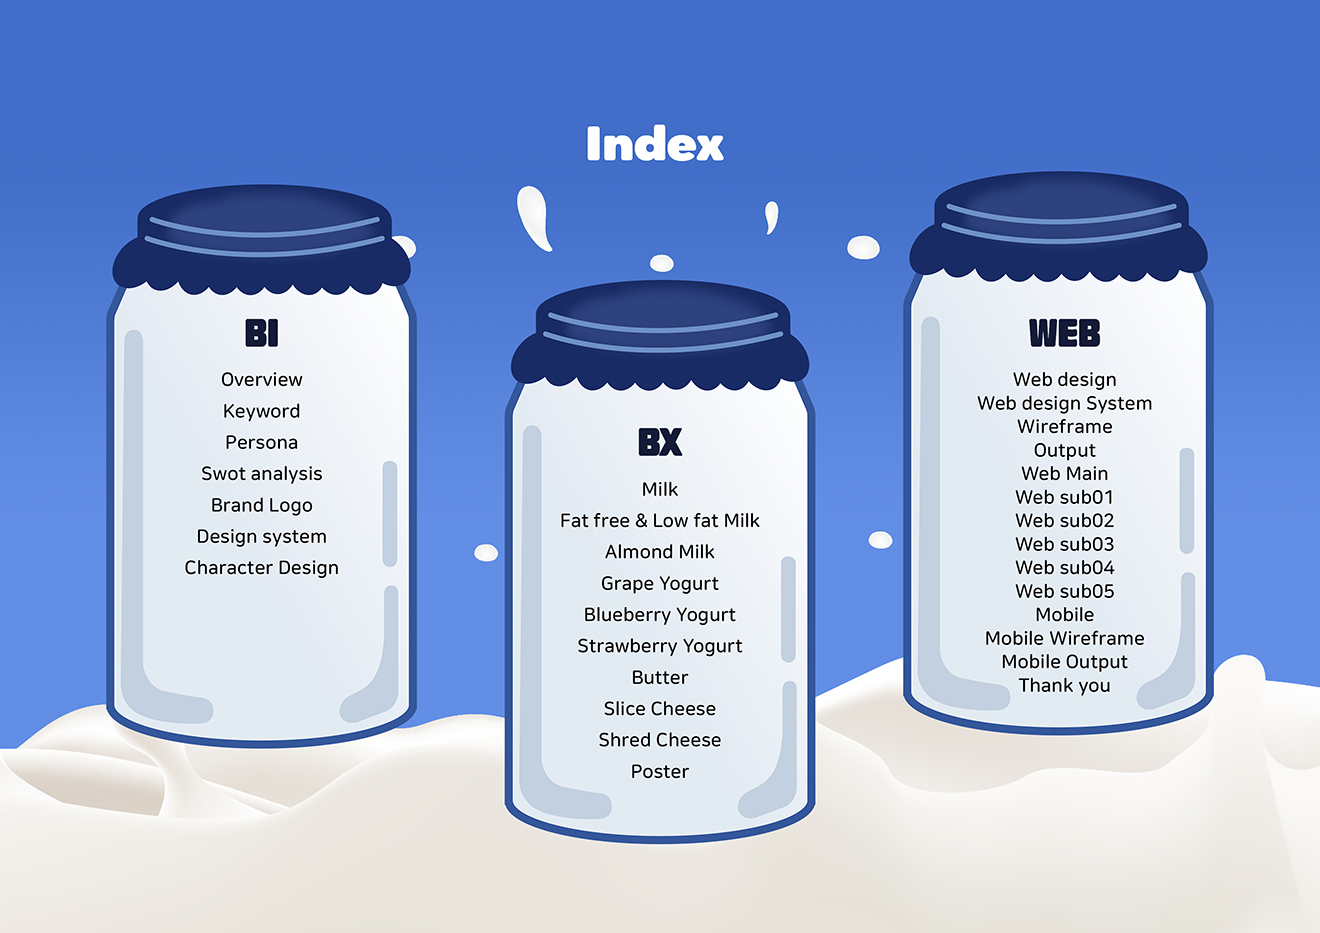 Index
BI
Overview
Keyword
Persona
Swot analysis
Brand Logo
Design system
Character Design
BX
Milk
Fat free & Low fat Milk
Almond Milk
Grape Yogurt
Blueberry Yogurt
Strawberry Yogurt
Butter
Slice Cheese
Shred Cheese
Poster
WEB
Web design
Web design System
Wireframe
Output
Web Main
Web sub01
Web sub02
Web sub03
Web sub04
Web sub05
Mobile
Mobile Wireframe
Mobile Output
Thank you